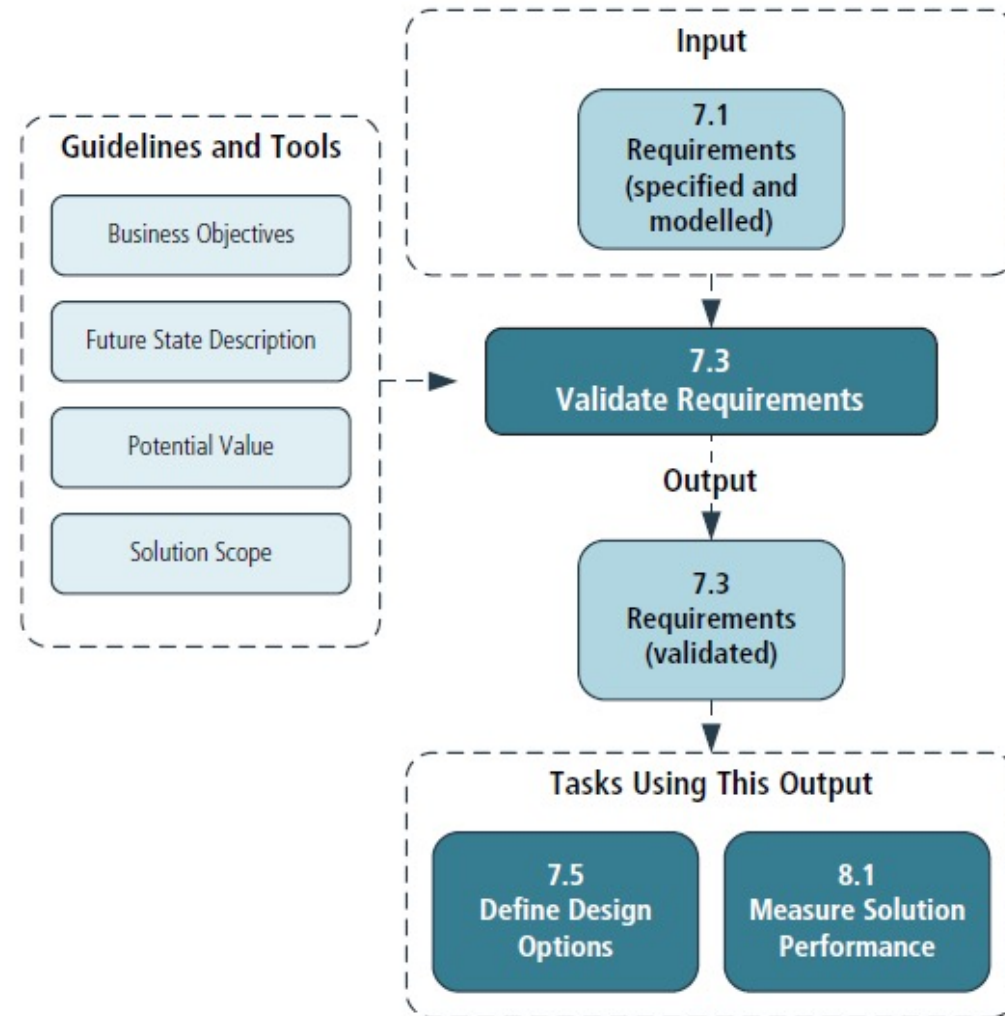 Input
7.1
Requirements
(specified and
modelled)
Guidelines and Tools
Business Objectives
Future State Description
Potential Value
Solution Scope
7.3
Validate Requirements
Output
7.3
Requirements
(validated)
Tasks Using This Output
7.5
Define Design
Options
8.1
Measure Solution
Performance